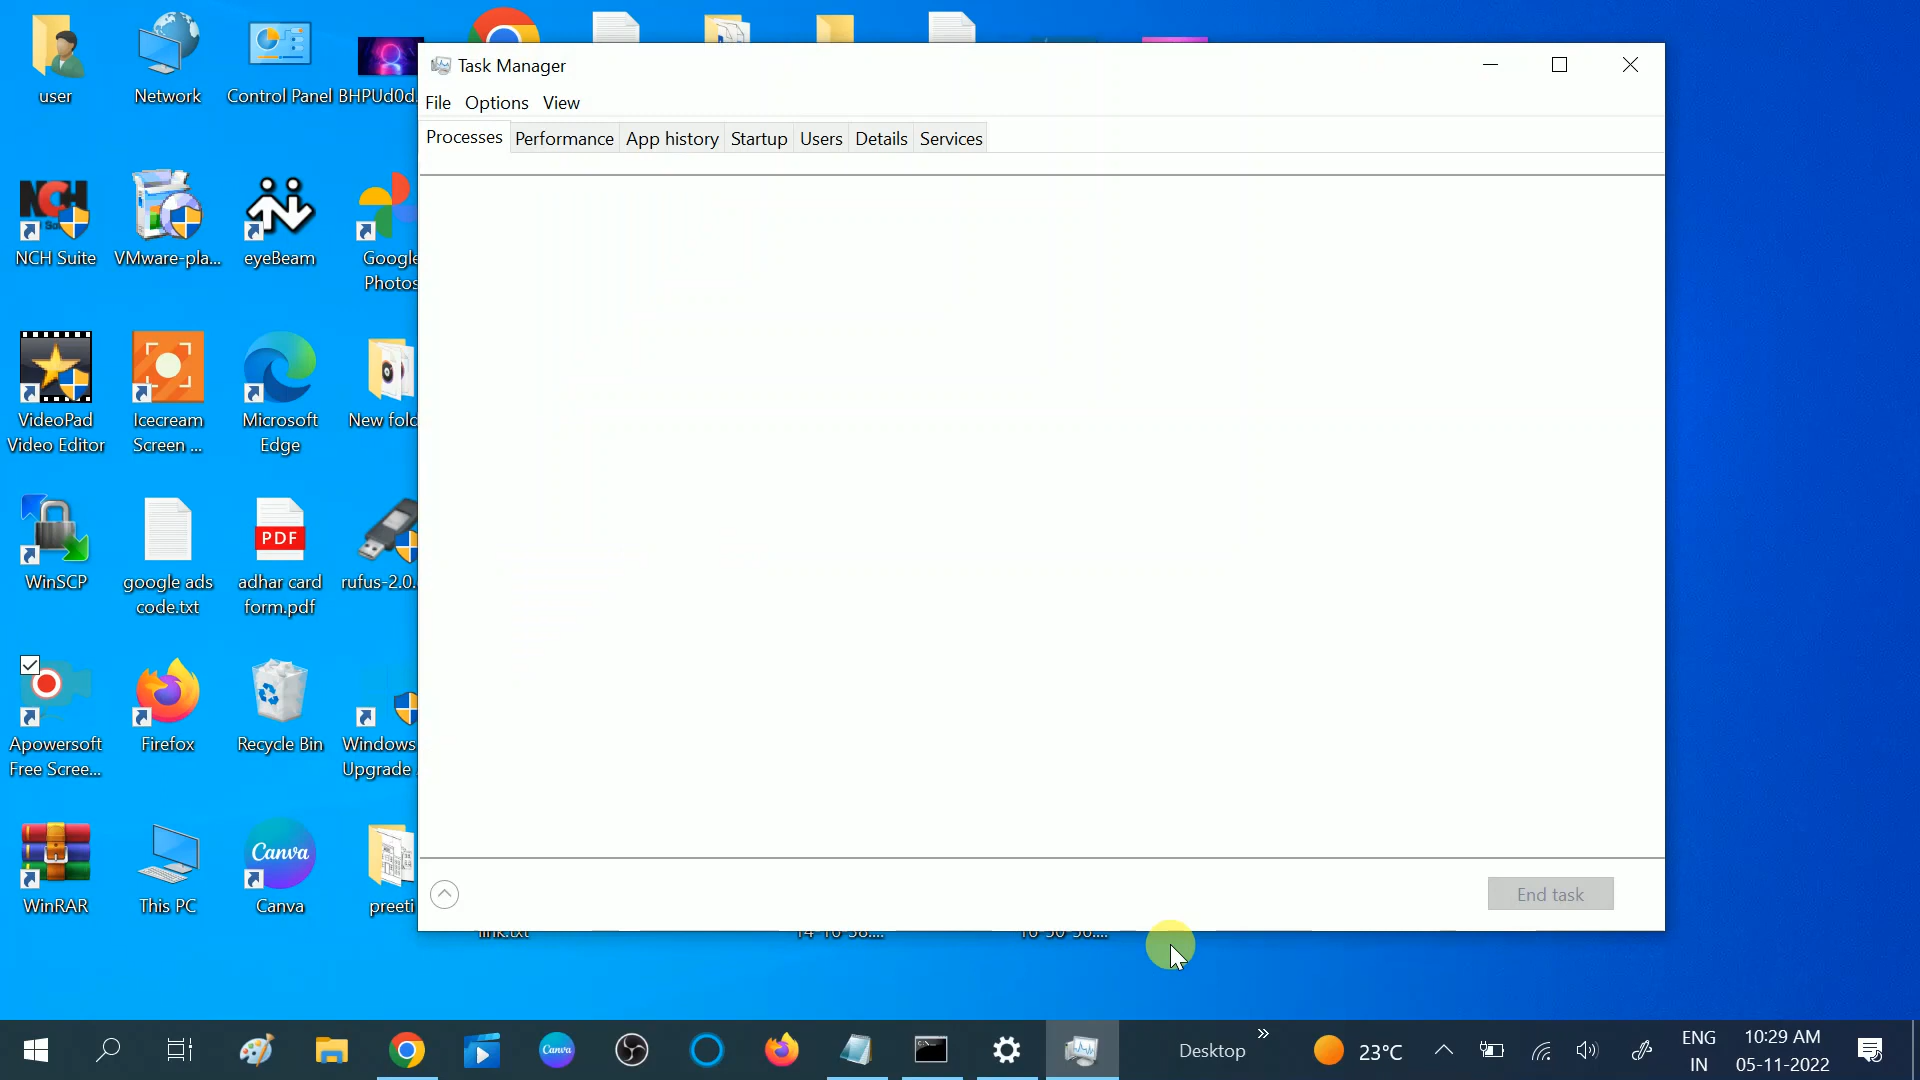 user
Network
Control Panel
BHPUd0d...
Task Manager
File Options View
Processes Performance App history Startup Users Details Services
NCH Suite
VMware-pla...
eyeBeam
Google
Photos
VideoPad
Video Editor
Icecream
Screen ...
Microsoft
Edge
New fold
WinSCP
google ads
code.txt
PDF
adhar card
form.pdf
rufus-2.0.
Apowersoft
Free Scree...
Firefox
Recycle Bin
Windows
Upgrade
WinRAR
This PC
Canva
Canva
preeti
End task
link.txt
Canva
Desktop
23°C
ENG
IN
10:29 AM
05-11-2022